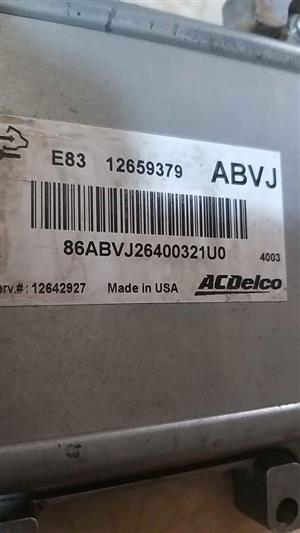 E83 12659379 ABVJ
86ABVJ26400321U0 4003
erv.#: 12642927 Made in USA ACDelco